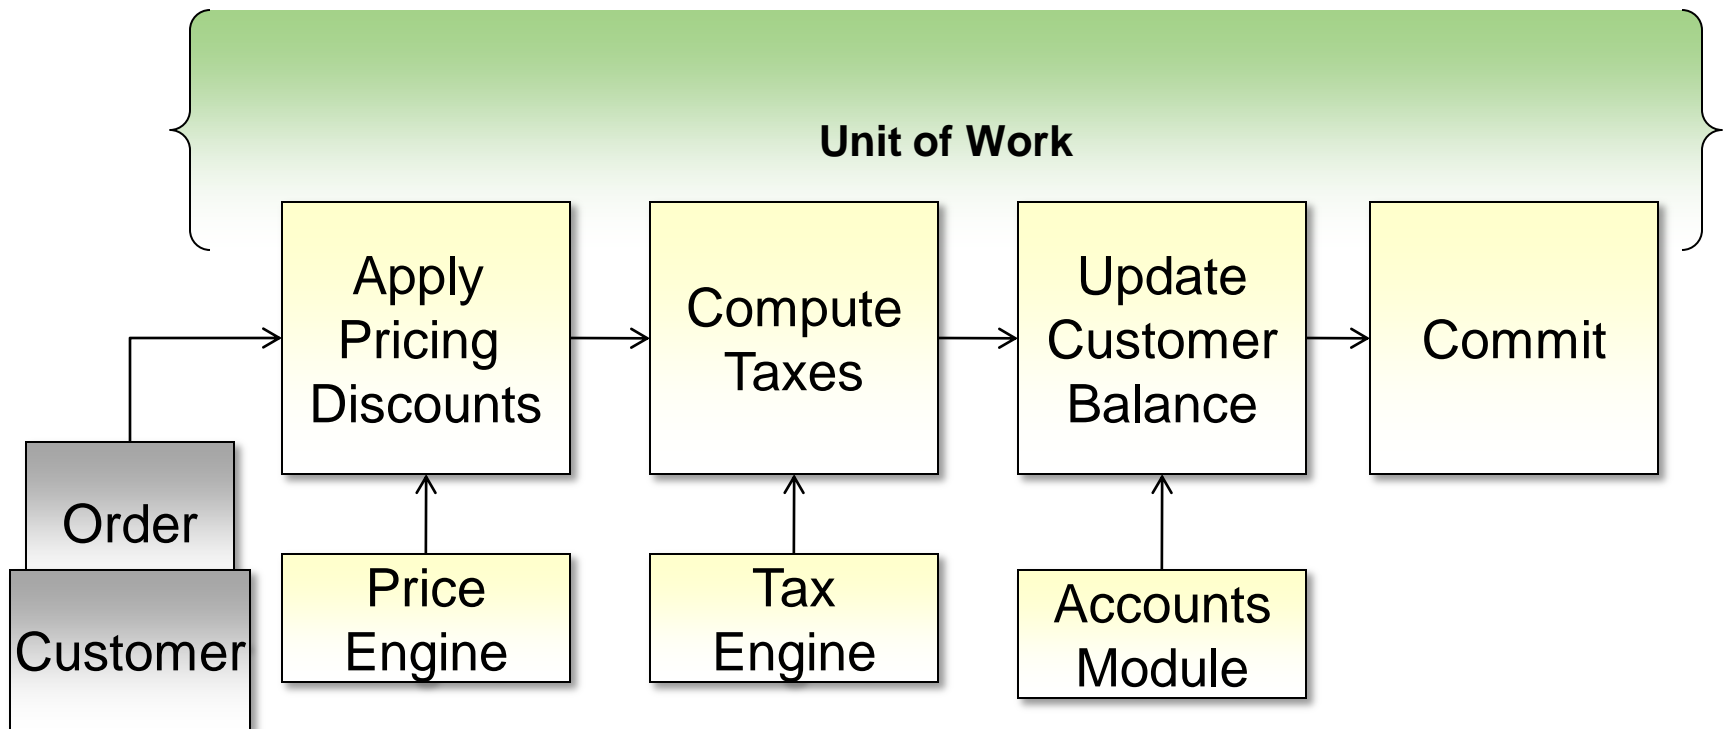 Unit of Work
Apply
Pricing
Discounts
Compute
Taxes
Update
Customer
Balance
Commit
Order
Customer
Price
Engine
Tax
Engine
Accounts
Module